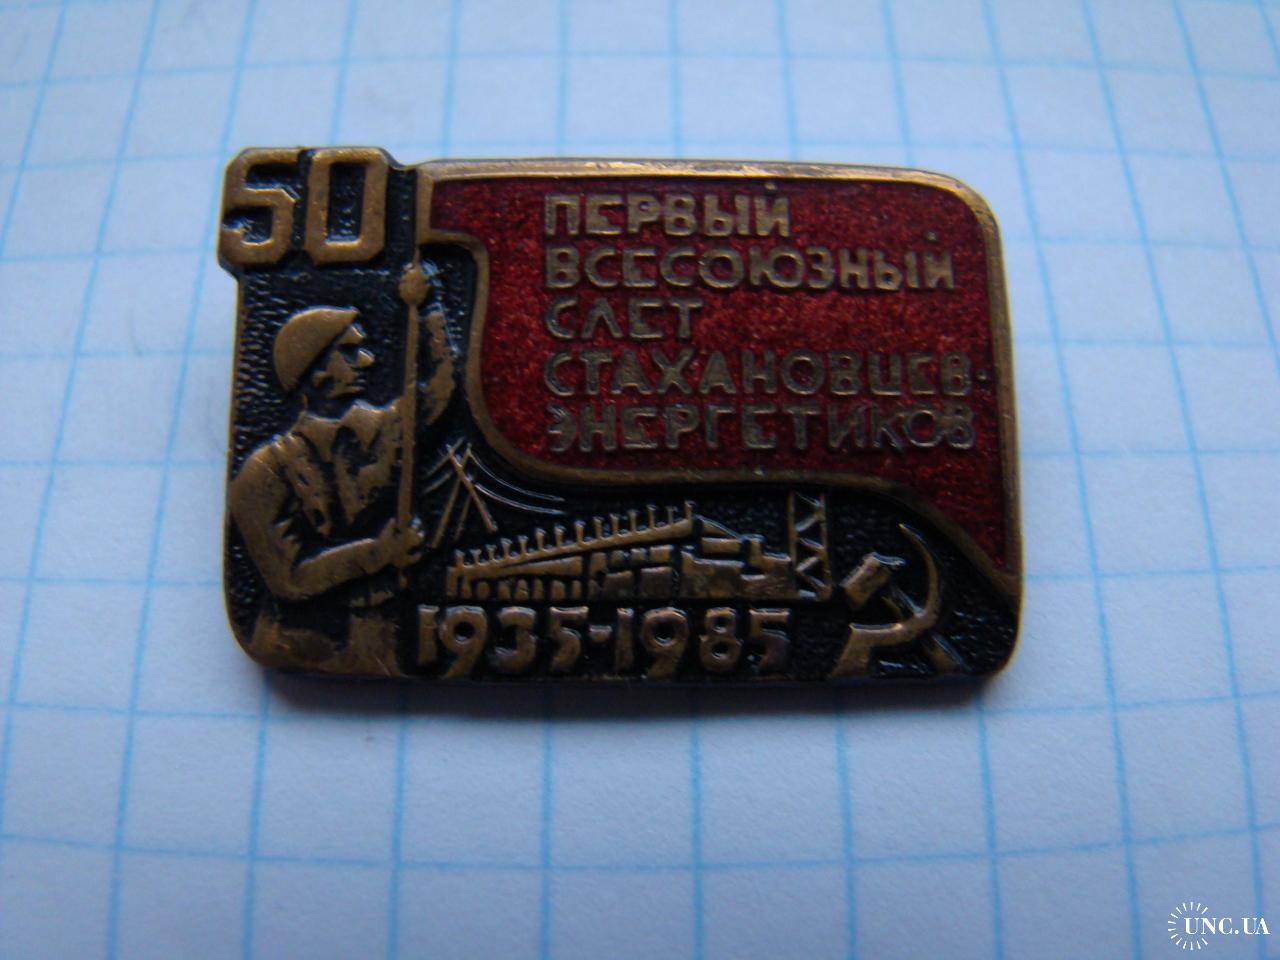 50
ПЕРВЫЙ
ВСЕСОЮЗНЫЙ
СЛЕТ
СТАХАНОВЦЕВ-
ЭНЕРГЕТИКОВ
1935-1985
UNC.UA